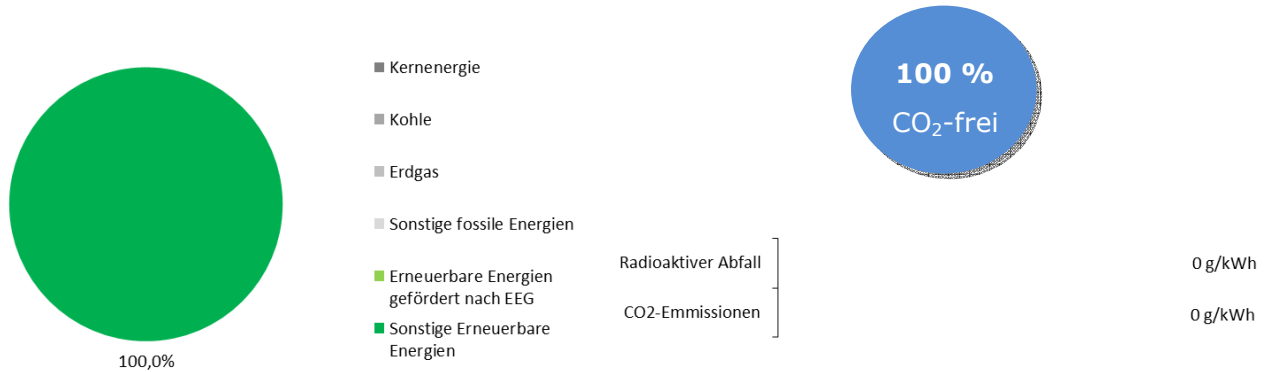 100,0%
Kernenergie
Kohle
Erdgas
Sonstige fossile Energien
Erneuerbare Energien
gefördert nach EEG
Sonstige Erneuerbare
Energien
100 %
CO₂-frei
Radioaktiver Abfall 0 g/kWh
CO2-Emmissionen 0 g/kWh